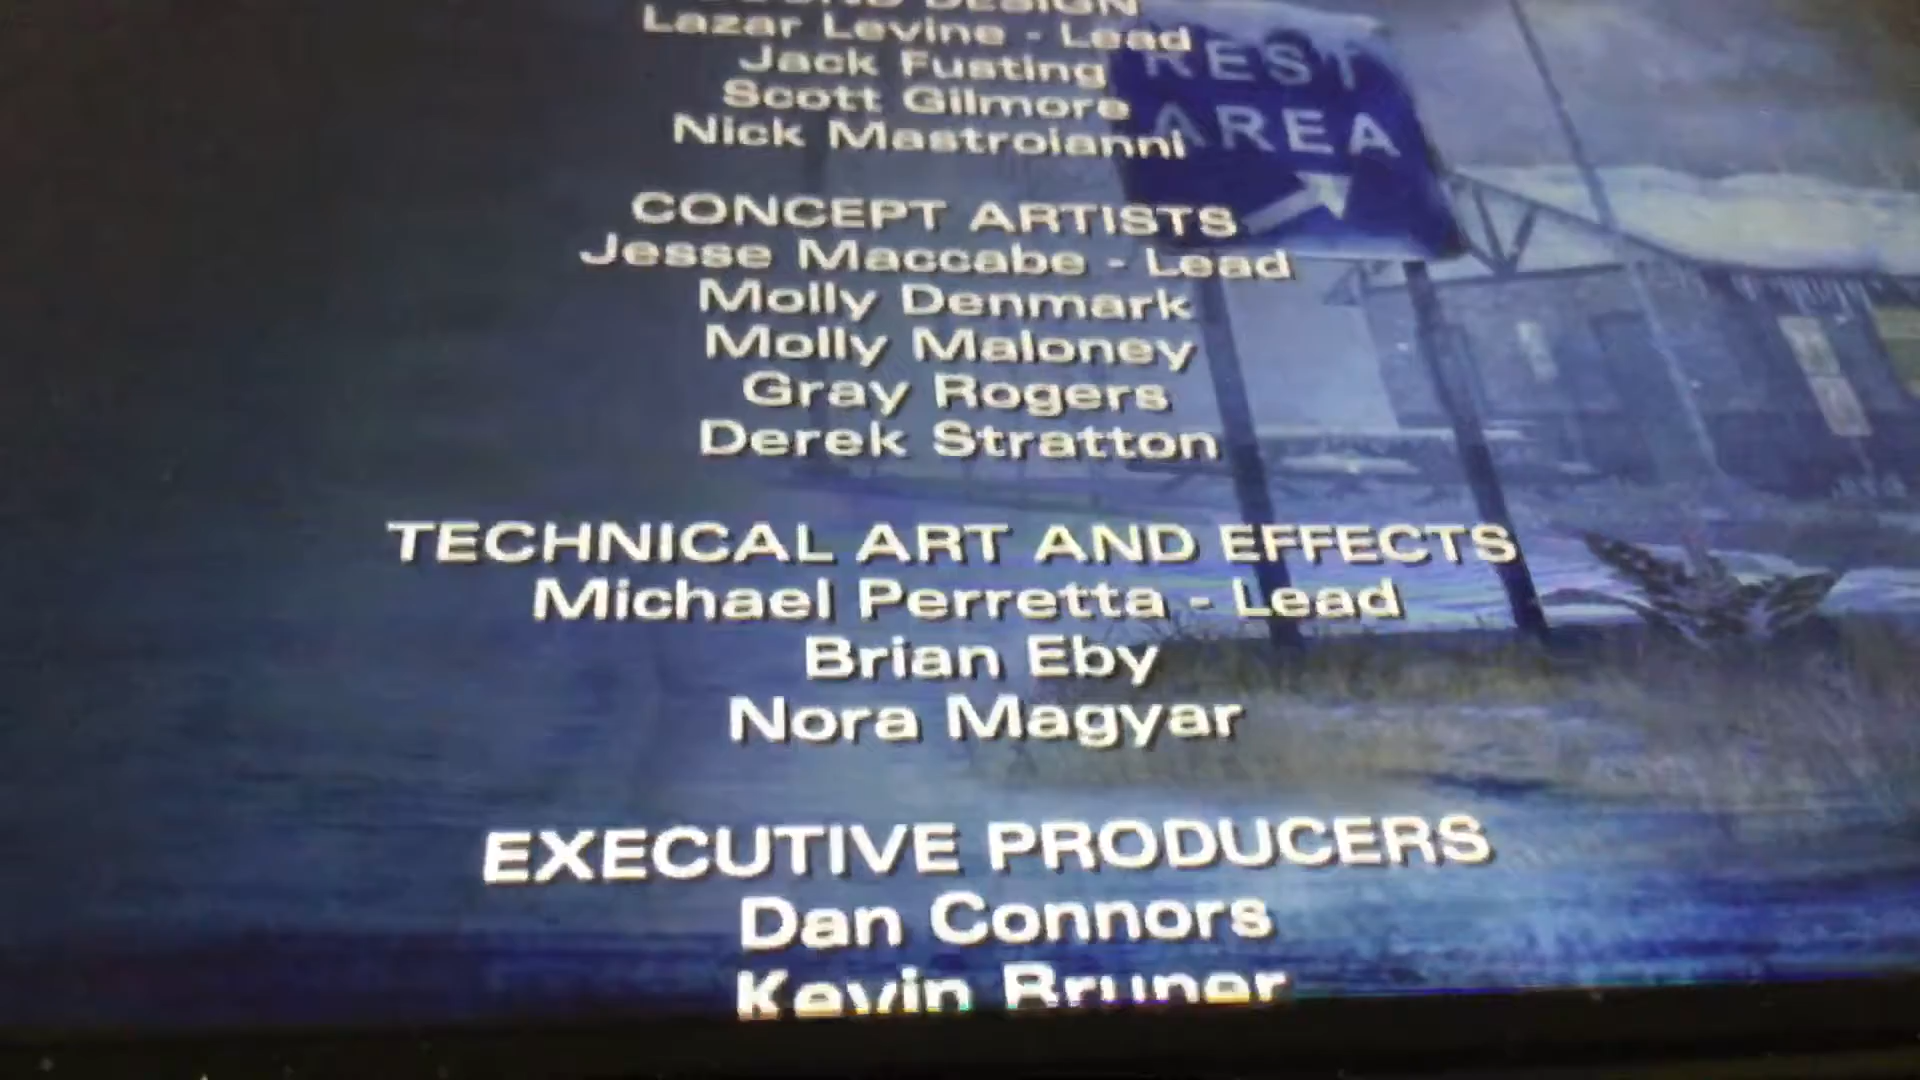 SOUND DESIGN
Lazar Levine - Lead
Jack Fusting
Scott Gilmore
Nick Mastroianni
REST
AREA
CONCEPT ARTISTS
Jesse Maccabe - Lead
Molly Denmark
Molly Maloney
Gray Rogers
Derek Stratton
TECHNICAL ART AND EFFECTS
Michael Perretta - Lead
Brian Eby
Nora Magyar
EXECUTIVE PRODUCERS
Dan Connors
Kevin Bruner